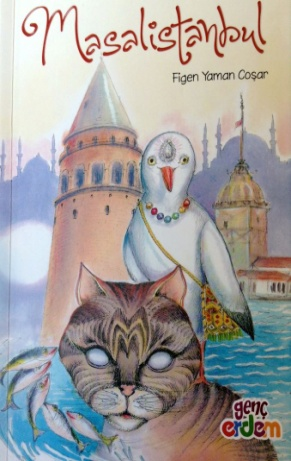 Masalistanbul
Figen Yaman Coşar
genç
erdem